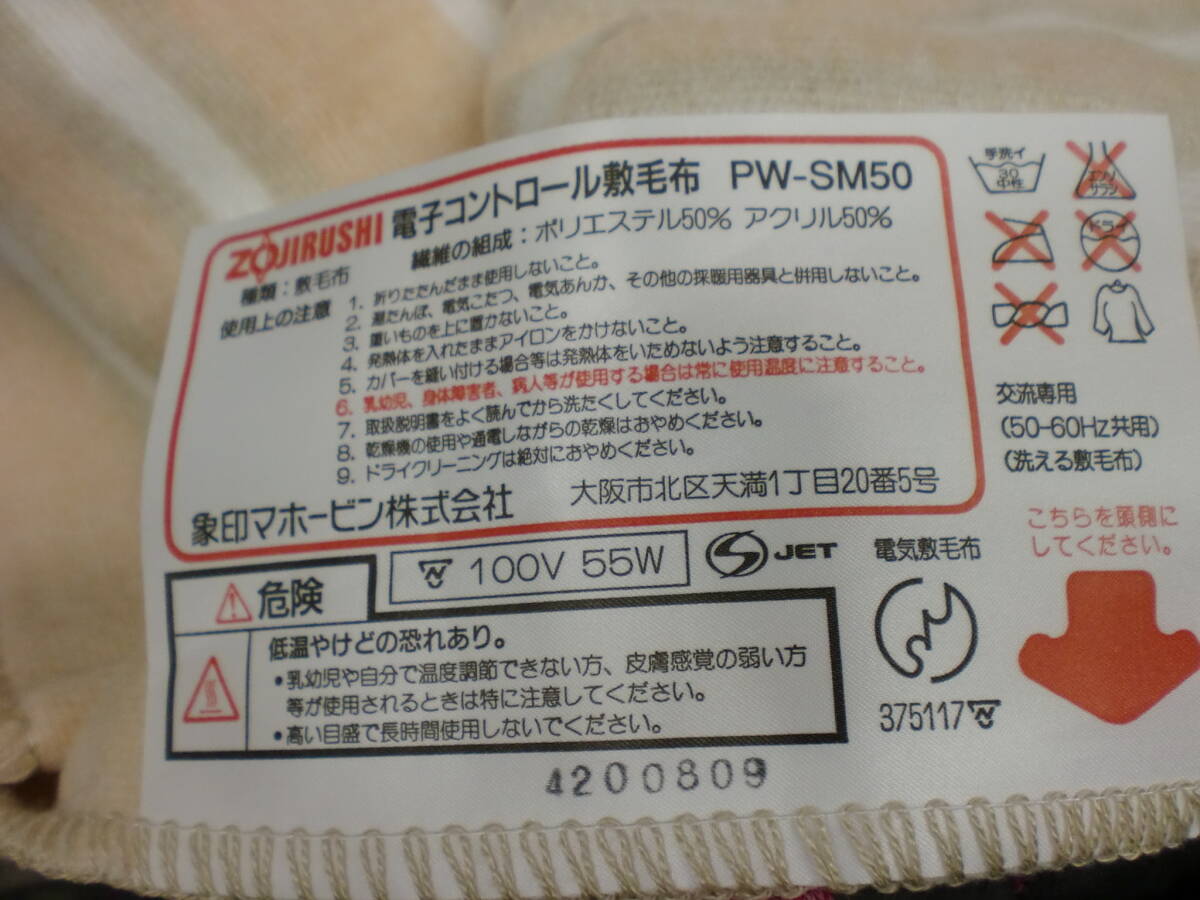 ZOJIRUSHI 電子コントロール敷毛布 PW-SM50
種類：敷毛布 繊維の組成：ポリエステル50% アクリル50%
使用上の注意
1. 折りたたんだまま使用しないこと。
2. 湯たんぽ、電気こたつ、電気あんか、その他の採暖用器具と併用しないこと。
3. 重いものを上に置かないこと。
4. 発熱体を入れたままアイロンをかけないこと。
5. カバーを縫い付ける場合等は発熱体をいためないよう注意すること。
6. 乳幼児、身体障害者、病人等が使用する場合は常に使用温度に注意すること。
7. 取扱説明書をよく読んでから洗たくしてください。
8. 乾燥機の使用や通電しながらの乾燥はおやめください。
9. ドライクリーニングは絶対におやめください。
象印マホービン株式会社 大阪市北区天満1丁目20番5号
手洗イ
30
中性
エンソ
サラシ
ドライ
交流専用
(50-60Hz共用)
(洗える敷毛布)
こちらを頭側に
してください。
危険
100V 55W
JET
電気敷毛布
低温やけどの恐れあり。
•乳幼児や自分で温度調節できない方、皮膚感覚の弱い方
等が使用されるときは特に注意してください。
•高い目盛で長時間使用しないでください。
375117
4200809